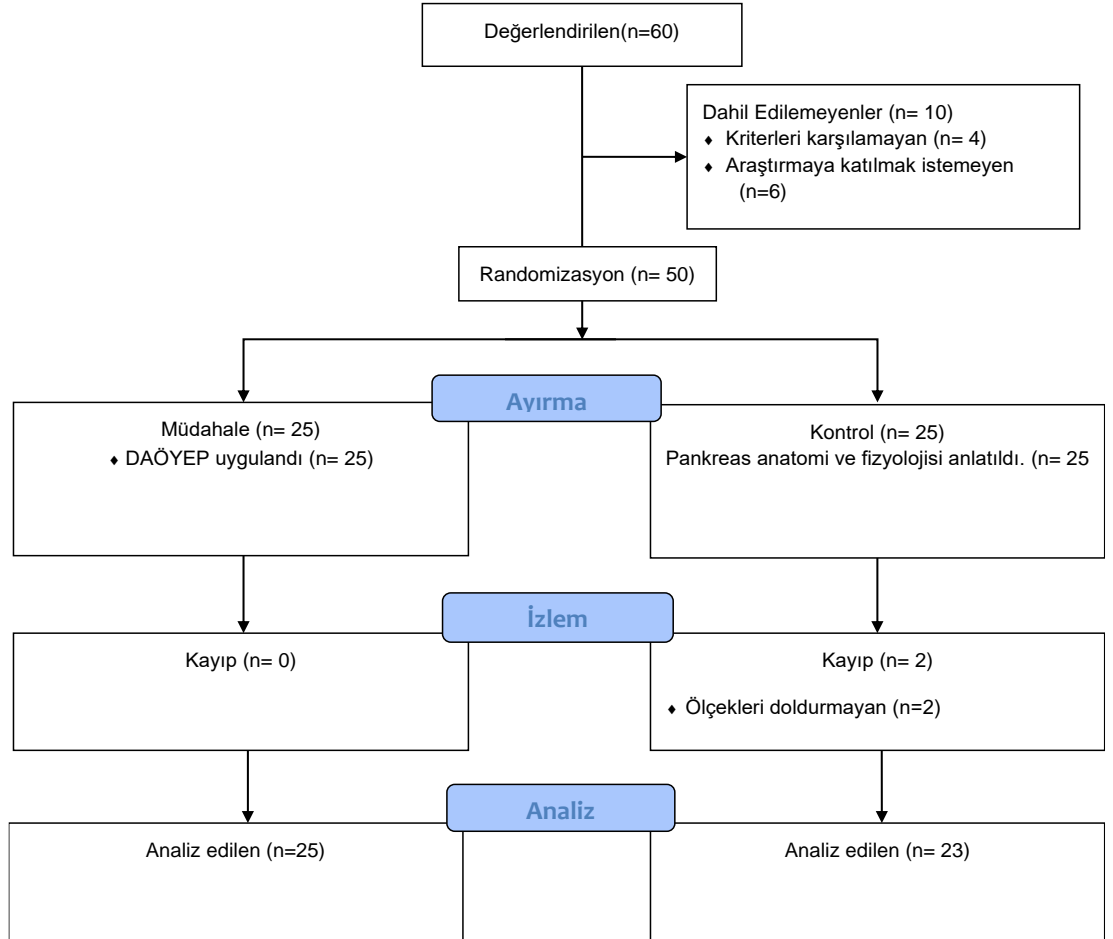 Değerlendirilen(n=60)
Dahil Edilemeyenler (n= 10)
♦ Kriterleri karşılamayan (n= 4)
♦ Araştırmaya katılmak istemeyen
(n=6)
Randomizasyon (n= 50)
Ayırma
Müdahale (n= 25)
♦ DAÖYEP uygulandı (n= 25)
Kontrol (n= 25)
Pankreas anatomi ve fizyolojisi anlatıldı. (n= 25
İzlem
Kayıp (n= 0)
Kayıp (n= 2)
♦ Ölçekleri doldurmayan (n=2)
Analiz
Analiz edilen (n=25)
Analiz edilen (n= 23)